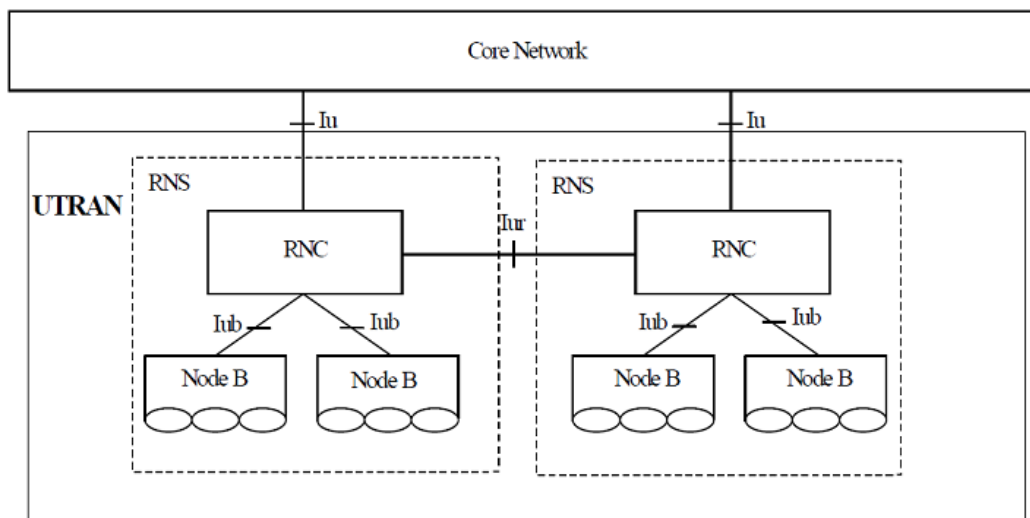 Core Network
Iu
Iu
RNS
RNS
UTRAN
Iur
RNC
RNC
Iub
Iub
Iub
Iub
Node B
Node B
Node B
Node B